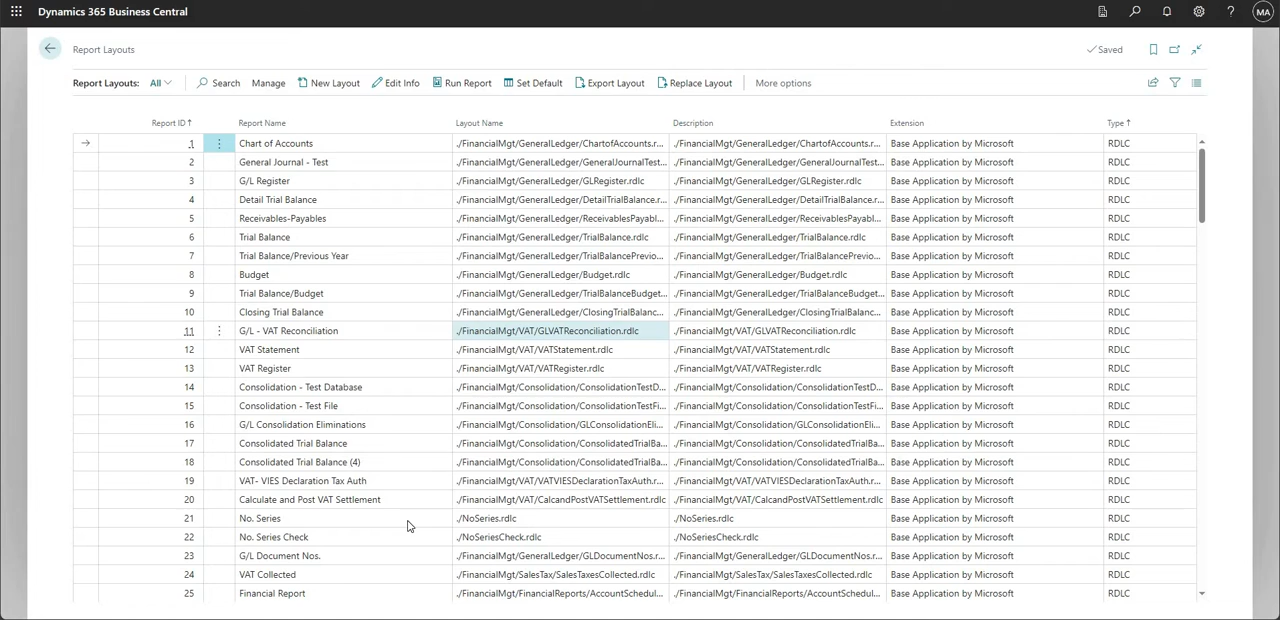 Dynamics 365 Business Central
MA
Report Layouts
Saved
Report Layouts: All Search Manage New Layout Edit Info Run Report Set Default Export Layout Replace Layout More options
Report ID ↑ Report Name Layout Name Description Extension Type ↑
1 Chart of Accounts ./FinancialMgt/GeneralLedger/ChartofAccounts.r... ./FinancialMgt/GeneralLedger/ChartofAccounts.r... Base Application by Microsoft RDLC
2 General Journal - Test ./FinancialMgt/GeneralLedger/GeneralJournalTest... ./FinancialMgt/GeneralLedger/GeneralJournalTest... Base Application by Microsoft RDLC
3 G/L Register ./FinancialMgt/GeneralLedger/GLRegister.rdlc ./FinancialMgt/GeneralLedger/GLRegister.rdlc Base Application by Microsoft RDLC
4 Detail Trial Balance ./FinancialMgt/GeneralLedger/DetailTrialBalance.r... ./FinancialMgt/GeneralLedger/DetailTrialBalance.r... Base Application by Microsoft RDLC
5 Receivables-Payables ./FinancialMgt/GeneralLedger/ReceivablesPayabl... ./FinancialMgt/GeneralLedger/ReceivablesPayabl... Base Application by Microsoft RDLC
6 Trial Balance ./FinancialMgt/GeneralLedger/TrialBalance.rdlc ./FinancialMgt/GeneralLedger/TrialBalance.rdlc Base Application by Microsoft RDLC
7 Trial Balance/Previous Year ./FinancialMgt/GeneralLedger/TrialBalancePrevio... ./FinancialMgt/GeneralLedger/TrialBalancePrevio... Base Application by Microsoft RDLC
8 Budget ./FinancialMgt/GeneralLedger/Budget.rdlc ./FinancialMgt/GeneralLedger/Budget.rdlc Base Application by Microsoft RDLC
9 Trial Balance/Budget ./FinancialMgt/GeneralLedger/TrialBalanceBudget... ./FinancialMgt/GeneralLedger/TrialBalanceBudget... Base Application by Microsoft RDLC
10 Closing Trial Balance ./FinancialMgt/GeneralLedger/ClosingTrialBalanc... ./FinancialMgt/GeneralLedger/ClosingTrialBalanc... Base Application by Microsoft RDLC
11 G/L - VAT Reconciliation ./FinancialMgt/VAT/GLVATReconciliation.rdlc ./FinancialMgt/VAT/GLVATReconciliation.rdlc Base Application by Microsoft RDLC
12 VAT Statement ./FinancialMgt/VAT/VATStatement.rdlc ./FinancialMgt/VAT/VATStatement.rdlc Base Application by Microsoft RDLC
13 VAT Register ./FinancialMgt/VAT/VATRegister.rdlc ./FinancialMgt/VAT/VATRegister.rdlc Base Application by Microsoft RDLC
14 Consolidation - Test Database ./FinancialMgt/Consolidation/ConsolidationTestD... ./FinancialMgt/Consolidation/ConsolidationTestD... Base Application by Microsoft RDLC
15 Consolidation - Test File ./FinancialMgt/Consolidation/ConsolidationTestFi... ./FinancialMgt/Consolidation/ConsolidationTestFi... Base Application by Microsoft RDLC
16 G/L Consolidation Eliminations ./FinancialMgt/Consolidation/GLConsolidationEli... ./FinancialMgt/Consolidation/GLConsolidationEli... Base Application by Microsoft RDLC
17 Consolidated Trial Balance ./FinancialMgt/Consolidation/ConsolidatedTrialBa... ./FinancialMgt/Consolidation/ConsolidatedTrialBa... Base Application by Microsoft RDLC
18 Consolidated Trial Balance (4) ./FinancialMgt/Consolidation/ConsolidatedTrialBa... ./FinancialMgt/Consolidation/ConsolidatedTrialBa... Base Application by Microsoft RDLC
19 VAT- VIES Declaration Tax Auth ./FinancialMgt/VAT/VATVIESDeclarationTaxAuth.r... ./FinancialMgt/VAT/VATVIESDeclarationTaxAuth.r... Base Application by Microsoft RDLC
20 Calculate and Post VAT Settlement ./FinancialMgt/VAT/CalcandPostVATSettlement.rdlc ./FinancialMgt/VAT/CalcandPostVATSettlement.rdlc Base Application by Microsoft RDLC
21 No. Series ./NoSeries.rdlc ./NoSeries.rdlc Base Application by Microsoft RDLC
22 No. Series Check ./NoSeriesCheck.rdlc ./NoSeriesCheck.rdlc Base Application by Microsoft RDLC
23 G/L Document Nos. ./FinancialMgt/GeneralLedger/GLDocumentNos.r... ./FinancialMgt/GeneralLedger/GLDocumentNos.r... Base Application by Microsoft RDLC
24 VAT Collected ./FinancialMgt/SalesTax/SalesTaxesCollected.rdlc ./FinancialMgt/SalesTax/SalesTaxesCollected.rdlc Base Application by Microsoft RDLC
25 Financial Report ./FinancialMgt/FinancialReports/AccountSchedul... ./FinancialMgt/FinancialReports/AccountSchedul... Base Application by Microsoft RDLC